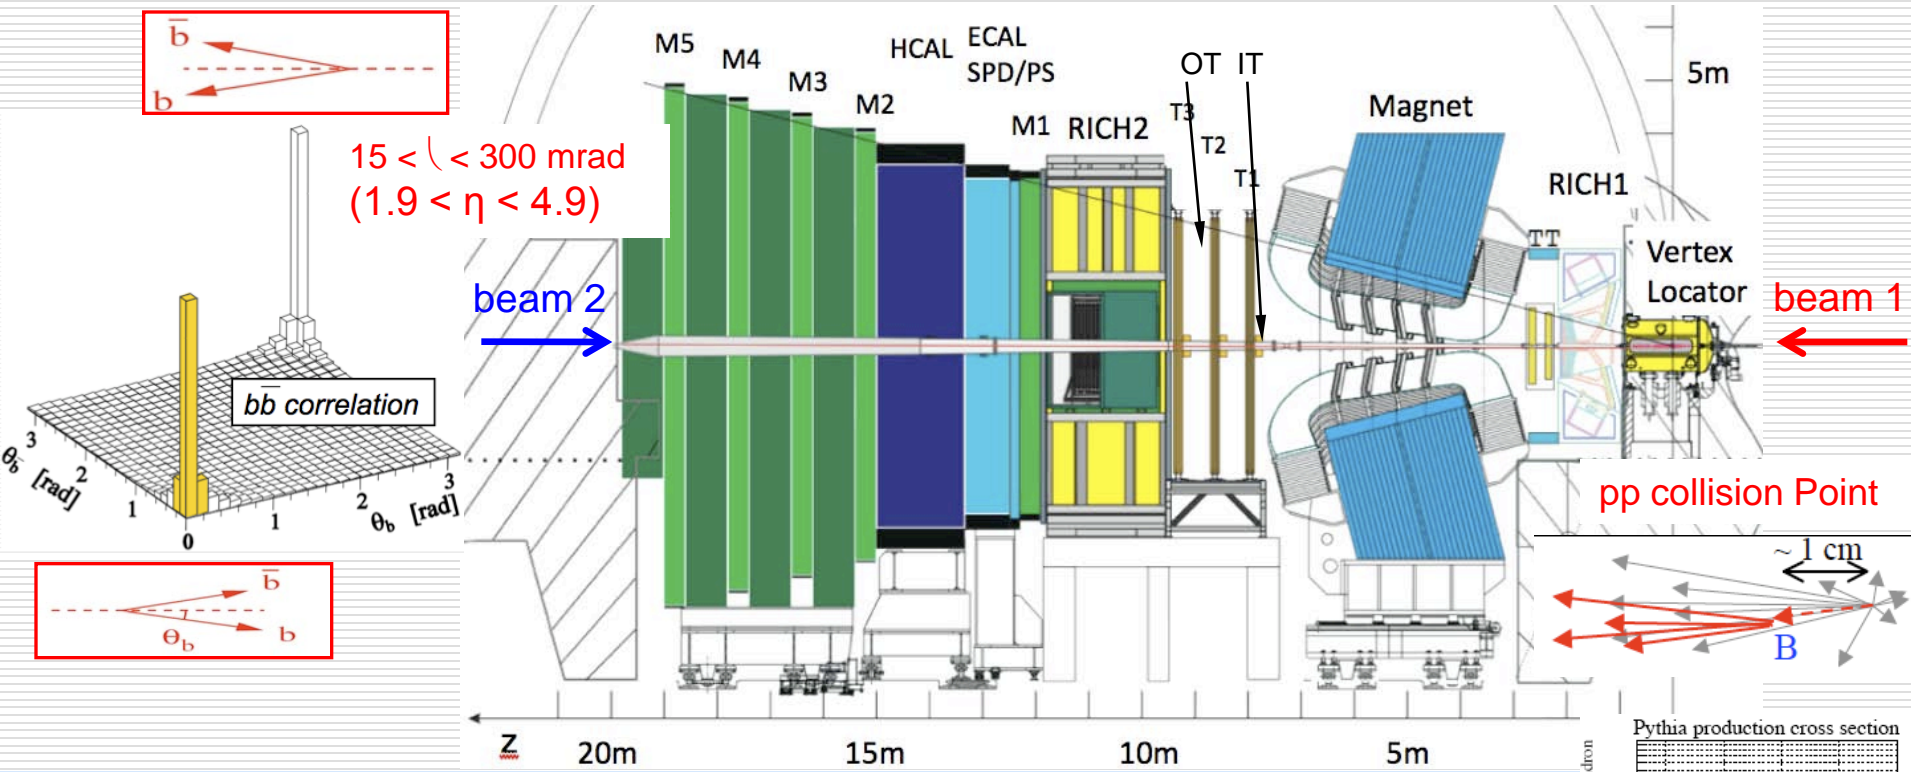 b̅
b
15 < \ < 300 mrad
(1.9 < η < 4.9)
M5
M4
M3
M2
HCAL
ECAL
SPD/PS
M1
RICH2
OT
IT
T3
T2
T1
Magnet
5m
RICH1
TT
Vertex
Locator
beam 2
beam 1
bb̅ correlation
3
2
1
θb̅ [rad]
0
1
2
3
θb [rad]
b̅
θb
b
pp collision Point
~ 1 cm
B
z
20m
15m
10m
5m
Pythia production cross section
dron